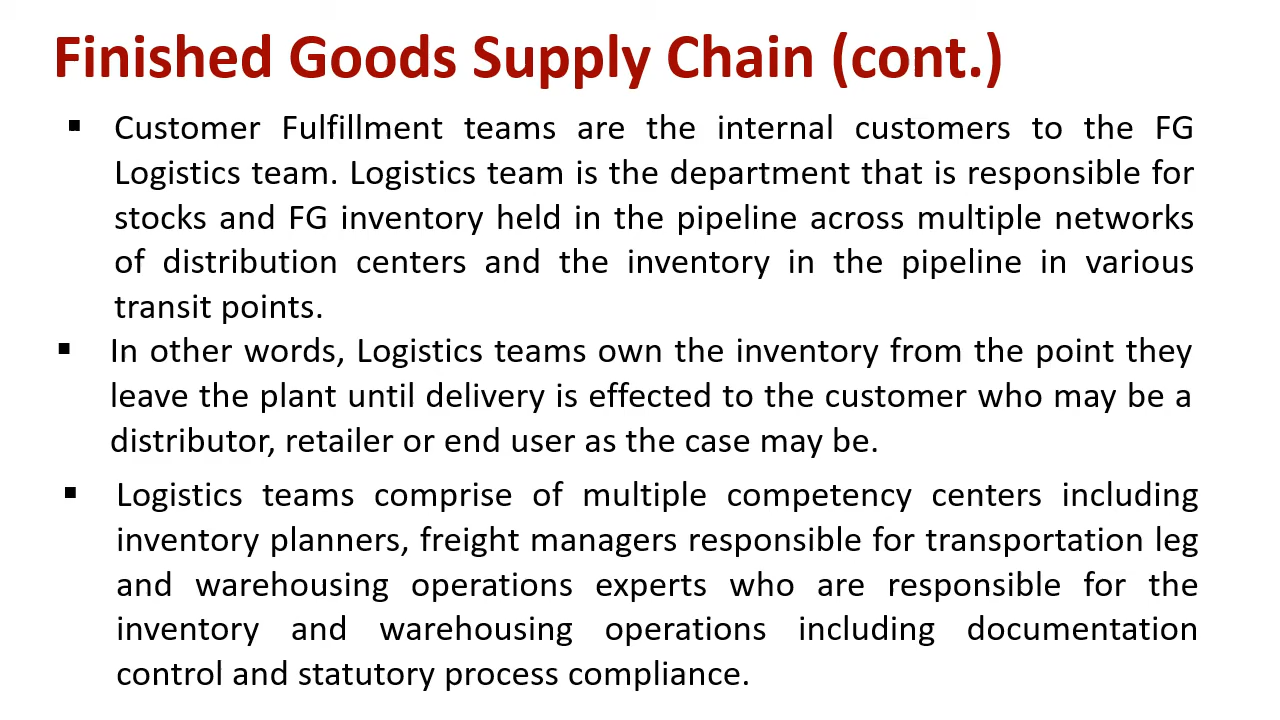 Finished Goods Supply Chain (cont.)
▪ Customer Fulfillment teams are the internal customers to the FG
Logistics team. Logistics team is the department that is responsible for
stocks and FG inventory held in the pipeline across multiple networks
of distribution centers and the inventory in the pipeline in various
transit points.
▪ In other words, Logistics teams own the inventory from the point they
leave the plant until delivery is effected to the customer who may be a
distributor, retailer or end user as the case may be.
▪ Logistics teams comprise of multiple competency centers including
inventory planners, freight managers responsible for transportation leg
and warehousing operations experts who are responsible for the
inventory and warehousing operations including documentation
control and statutory process compliance.